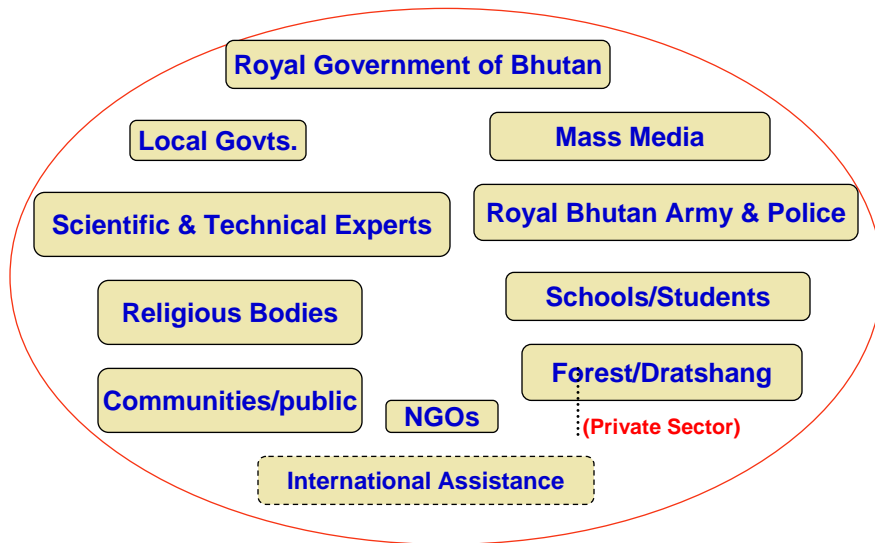 Royal Government of Bhutan
Local Govts.
Mass Media
Scientific & Technical Experts
Royal Bhutan Army & Police
Religious Bodies
Schools/Students
Forest/Dratshang
Communities/public
NGOs
(Private Sector)
International Assistance